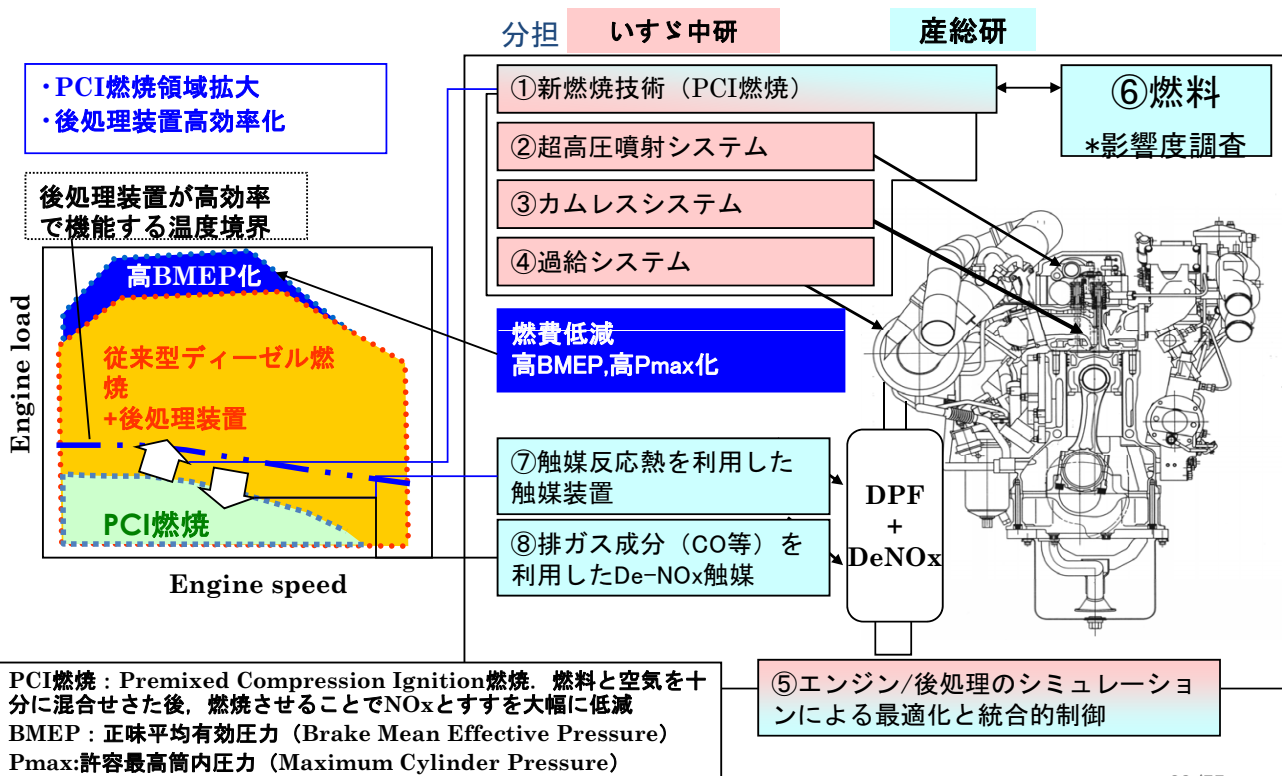 分担
いすゞ中研
産総研
・PCI燃焼領域拡大
・後処理装置高効率化
①新燃焼技術（PCI燃焼）
②超高圧噴射システム
③カムレスシステム
④過給システム
⑥燃料
*影響度調査
後処理装置が高効率
で機能する温度境界
高BMEP化
従来型ディーゼル燃
焼
+後処理装置
PCI燃焼
Engine load
Engine speed
燃費低減
高BMEP,高Pmax化
⑦触媒反応熱を利用した
触媒装置
⑧排ガス成分（CO等）を
利用したDe-NOx触媒
DPF
+
DeNOx
⑤エンジン/後処理のシミュレーショ
ンによる最適化と統合的制御
PCI燃焼：Premixed Compression Ignition燃焼．燃料と空気を十
分に混合せさた後，燃焼させることでNOxとすすを大幅に低減
BMEP：正味平均有効圧力（Brake Mean Effective Pressure）
Pmax:許容最高筒内圧力（Maximum Cylinder Pressure）